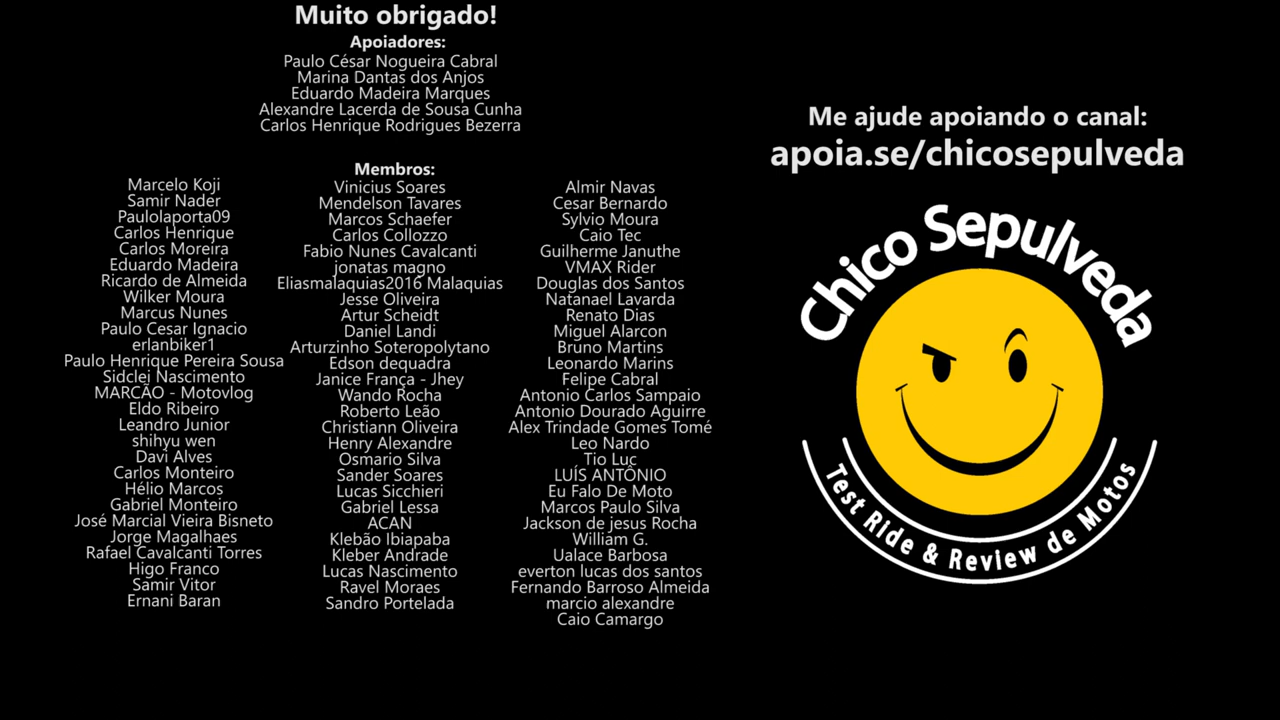 Muito obrigado!
Apoiadores:
Paulo César Nogueira Cabral
Marina Dantas dos Anjos
Eduardo Madeira Marques
Alexandre Lacerda de Sousa Cunha
Carlos Henrique Rodrigues Bezerra
Membros:
Marcelo Koji
Samir Nader
Paulolaporta09
Carlos Henrique
Carlos Moreira
Eduardo Madeira
Ricardo de Almeida
Wilker Moura
Marcus Nunes
Paulo Cesar Ignacio
erlanbiker1
Paulo Henrique Pereira Sousa
Sidclei Nascimento
MARCÃO - Motovlog
Eldo Ribeiro
Leandro Junior
shihyu wen
Davi Alves
Carlos Monteiro
Hélio Marcos
Gabriel Monteiro
José Marcial Vieira Bisneto
Jorge Magalhaes
Rafael Cavalcanti Torres
Higo Franco
Samir Vitor
Ernani Baran
Vinicius Soares
Mendelson Tavares
Marcos Schaefer
Carlos Collozzo
Fabio Nunes Cavalcanti
jonatas magno
Eliasmalaquias2016 Malaquias
Jesse Oliveira
Artur Scheidt
Daniel Landi
Arturzinho Soteropolytano
Edson dequadra
Janice França - Jhey
Wando Rocha
Roberto Leão
Christiann Oliveira
Henry Alexandre
Osmario Silva
Sander Soares
Lucas Sicchieri
Gabriel Lessa
ACAN
Klebão Ibiapaba
Kleber Andrade
Lucas Nascimento
Ravel Moraes
Sandro Portelada
Almir Navas
Cesar Bernardo
Sylvio Moura
Caio Tec
Guilherme Januthe
VMAX Rider
Douglas dos Santos
Natanael Lavarda
Renato Dias
Miguel Alarcon
Bruno Martins
Leonardo Marins
Felipe Cabral
Antonio Carlos Sampaio
Antonio Dourado Aguirre
Alex Trindade Gomes Tomé
Leo Nardo
Tio Luc
LUÍS ANTÔNIO
Eu Falo De Moto
Marcos Paulo Silva
Jackson de jesus Rocha
William G.
Ualace Barbosa
everton lucas dos santos
Fernando Barroso Almeida
marcio alexandre
Caio Camargo
Me ajude apoiando o canal:
apoia.se/chicosepulveda
Chico Sepulveda
Test Ride & Review de Motos